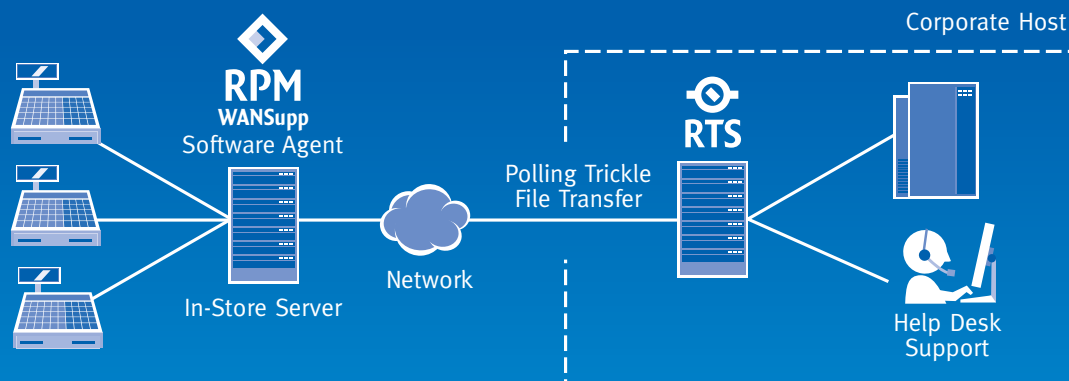 Corporate Host
RPM
WANSupp
Software Agent
RTS
Polling Trickle
File Transfer
Network
In-Store Server
Help Desk
Support